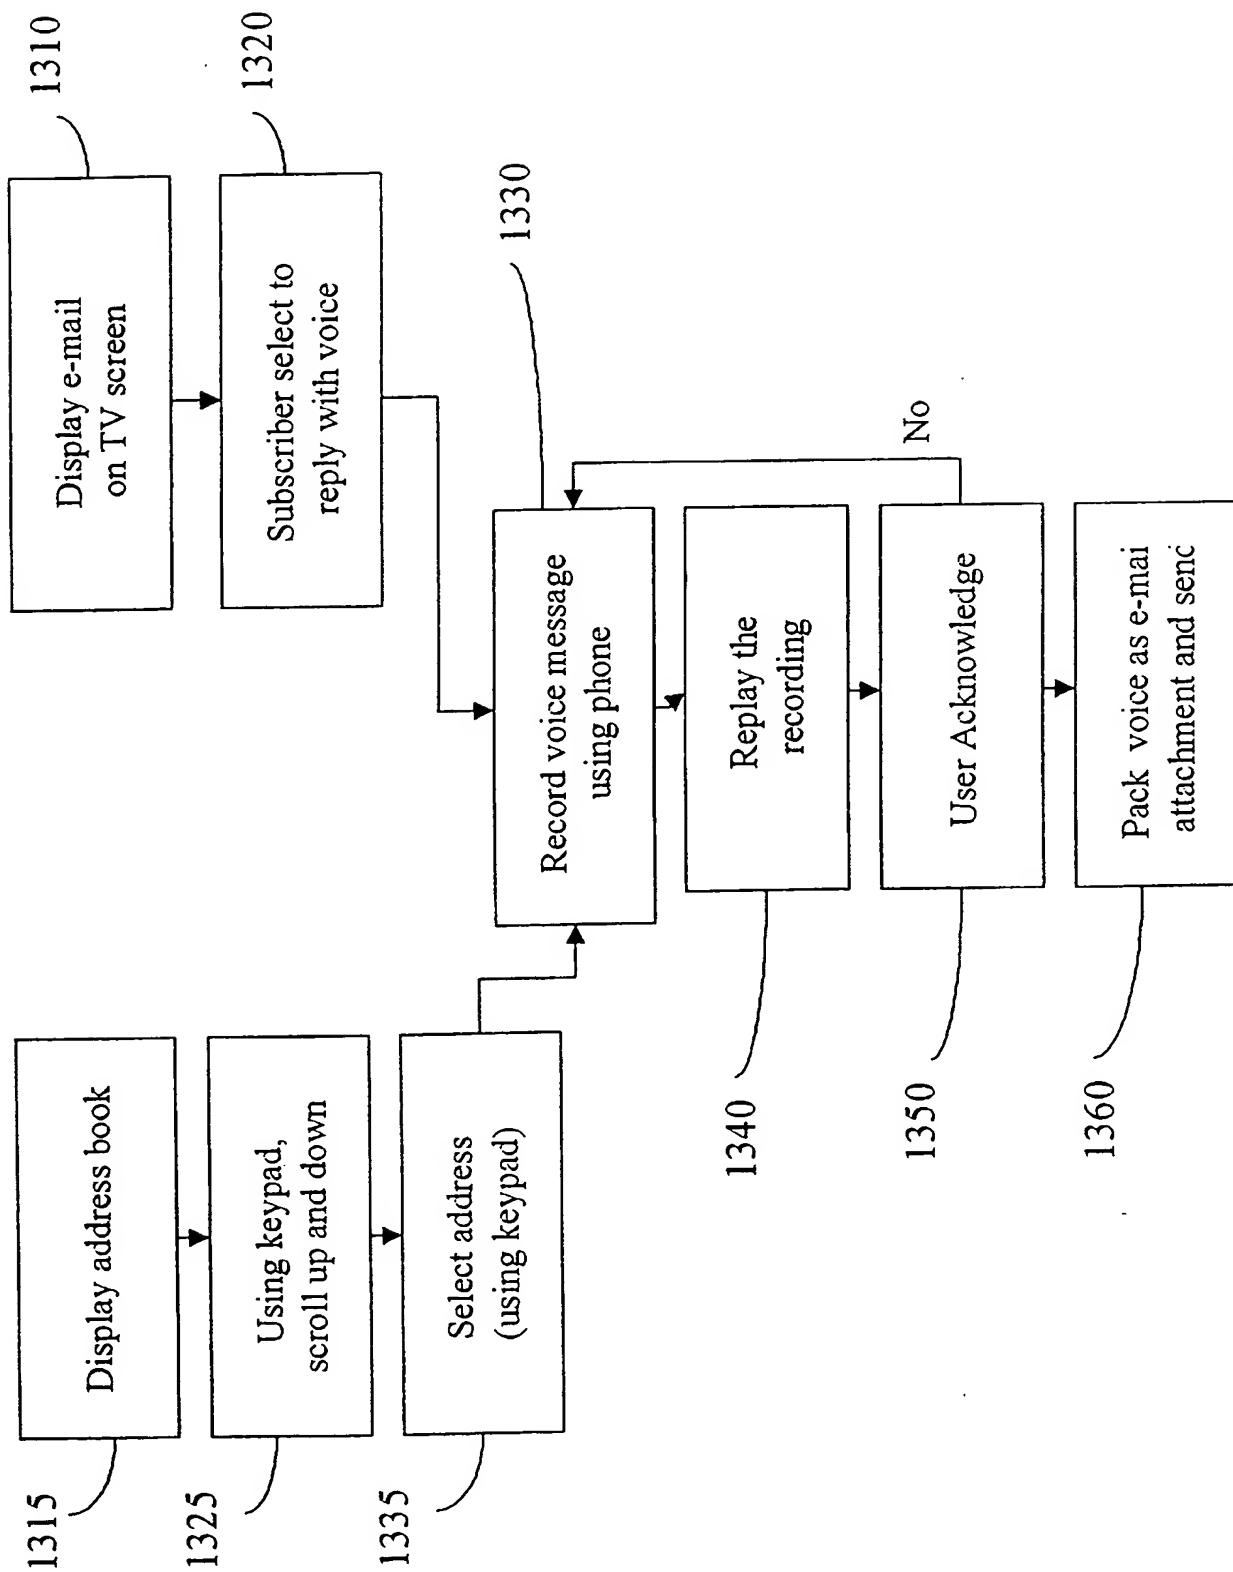 1315
Display address book
1325
Using keypad,
scroll up and down
1335
Select address
(using keypad)
1310
Display e-mail
on TV screen
1320
Subscriber select to
reply with voice
1330
Record voice message
using phone
1340
Replay the
recording
1350
User Acknowledge
No
1360
Pack voice as e-mai
attachment and send